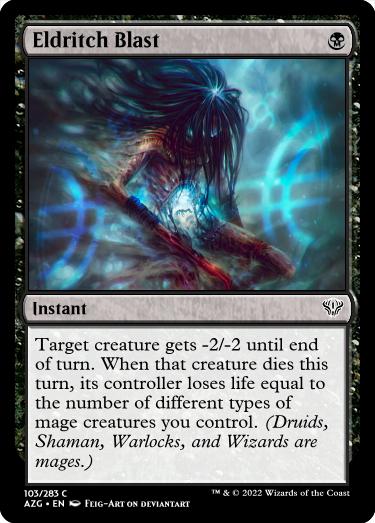 Eldritch Blast
Instant
Target creature gets -2/-2 until end
of turn. When that creature dies this
turn, its controller loses life equal to
the number of different types of
mage creatures you control. (Druids,
Shaman, Warlocks, and Wizards are
mages.)
103/283 C
AZG • EN Feig-Art on deviantart
™ & © 2022 Wizards of the Coast